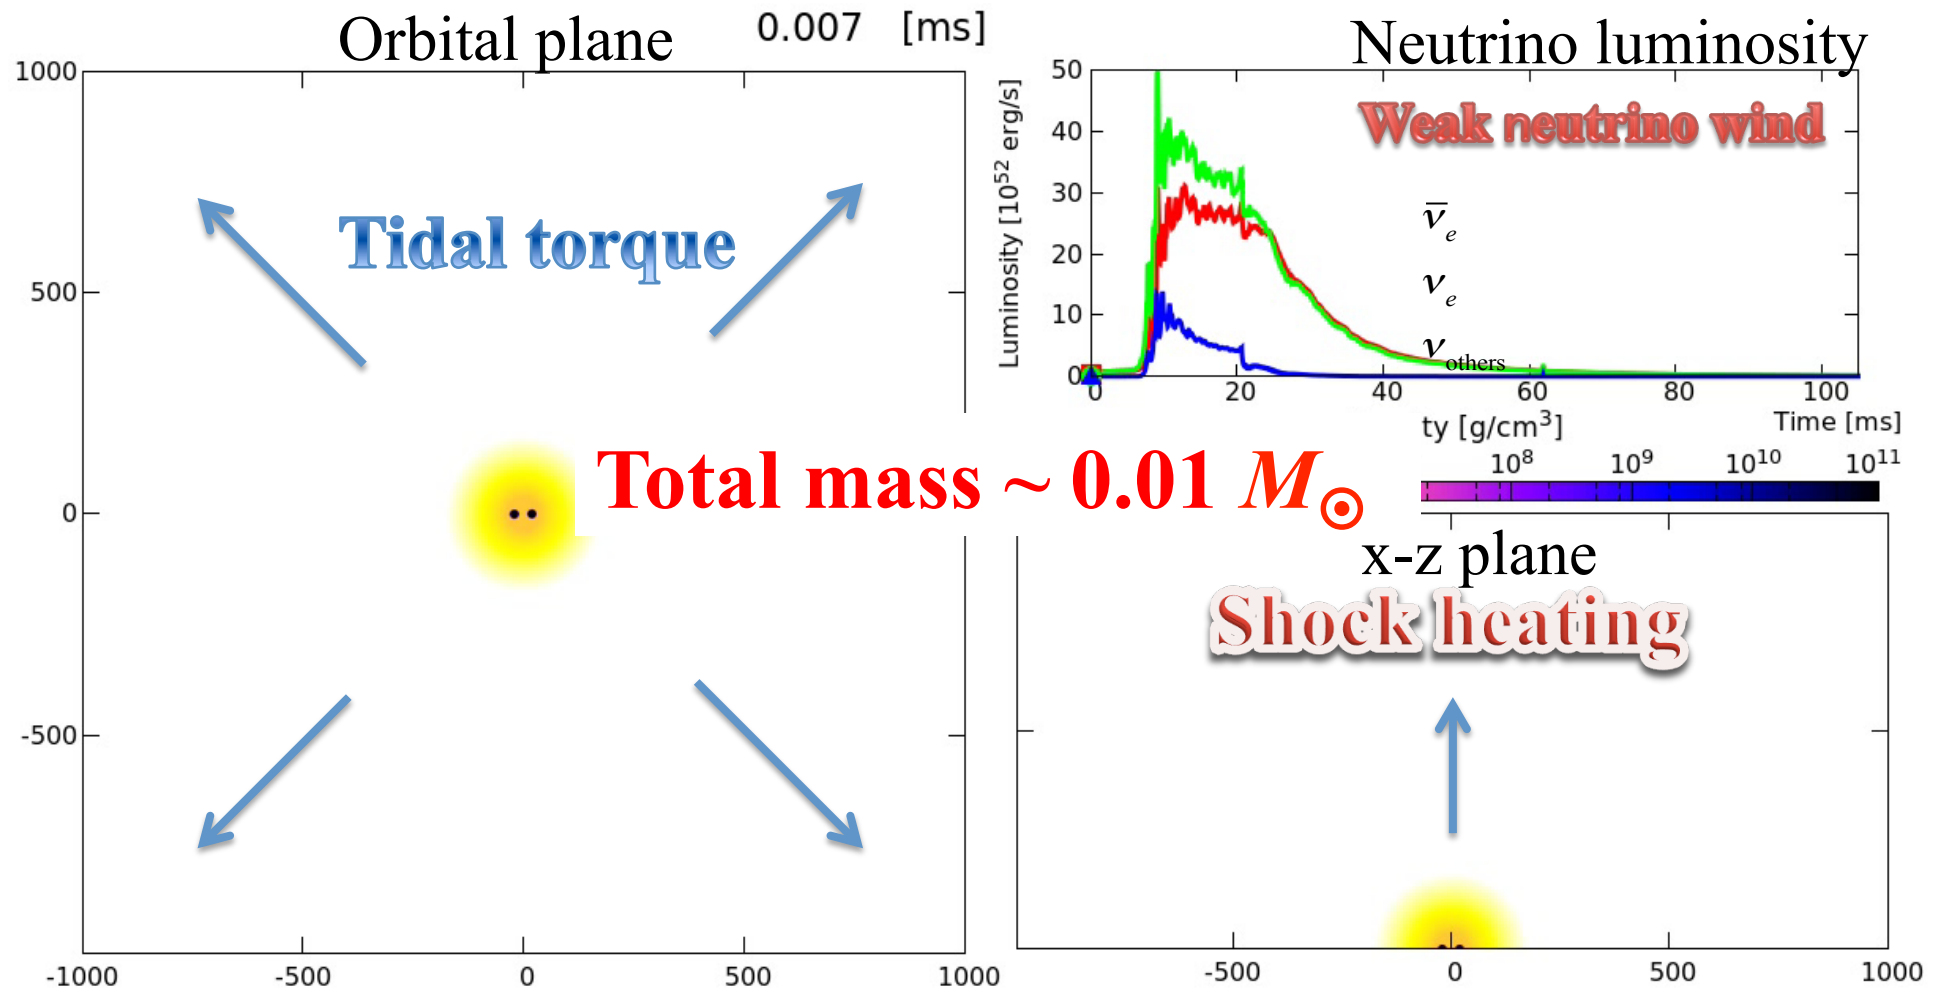 Orbital plane
0.007 [ms]
1000
500
0
-500
-1000 -500 0 500 1000
Tidal torque
Total mass ~ 0.01 M☉
Neutrino luminosity
Weak neutrino wind
Luminosity [10⁵² erg/s]
50
40
30
20
10
0
ν̅ₑ
νₑ
ν others
0 20 40 60 80 100
Time [ms]
ty [g/cm³]
10⁸ 10⁹ 10¹⁰ 10¹¹
x-z plane
Shock heating
-500 0 500 1000